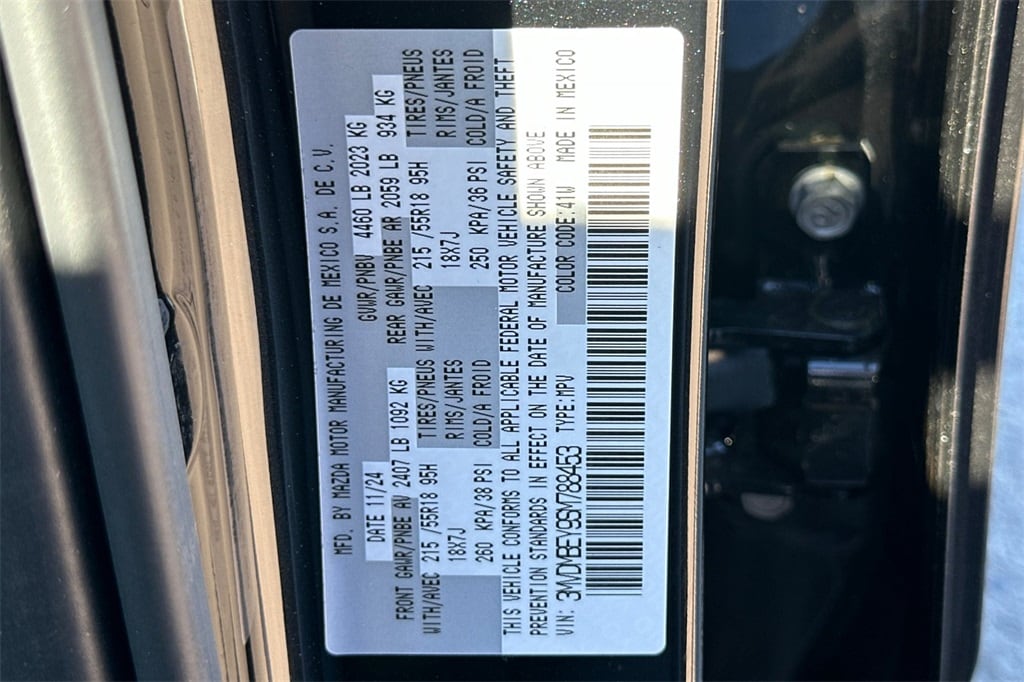 MFD. BY MAZDA MOTOR MANUFACTURING DE MEXICO S.A. DE C.V.
DATE 11/24 GVWR/PNBV 4460 LB 2023 KG
FRONT GAWR/PNBE AV 2407 LB 1092 KG REAR GAWR/PNBE AR 2059 LB 934 KG
WITH/AVEC 215 /55R18 95H TIRES/PNEUS WITH/AVEC 215 /55R18 95H TIRES/PNEUS
18X7J RIMS/JANTES 18X7J RIMS/JANTES
260 KPA/38 PSI COLD/A FROID 250 KPA/36 PSI COLD/A FROID
THIS VEHICLE CONFORMS TO ALL APPLICABLE FEDERAL MOTOR VEHICLE SAFETY AND THEFT
PREVENTION STANDARDS IN EFFECT ON THE DATE OF MANUFACTURE SHOWN ABOVE
VIN: 3MVDMBEY9SM788453 TYPE:MPV COLOR CODE:41W MADE IN MEXICO